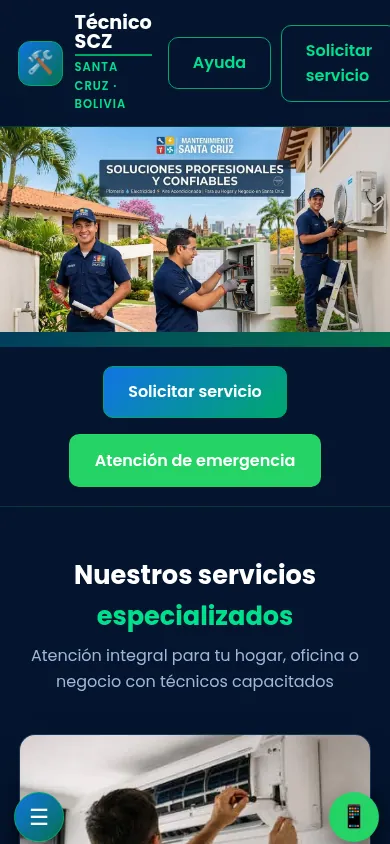 Técnico
SCZ
SANTA
CRUZ ·
BOLIVIA
Ayuda
Solicitar
servicio
MANTENIMIENTO
SANTA CRUZ
SOLUCIONES PROFESIONALES
Y CONFIABLES
Solicitar servicio
Atención de emergencia
Nuestros servicios
especializados
Atención integral para tu hogar, oficina o
negocio con técnicos capacitados